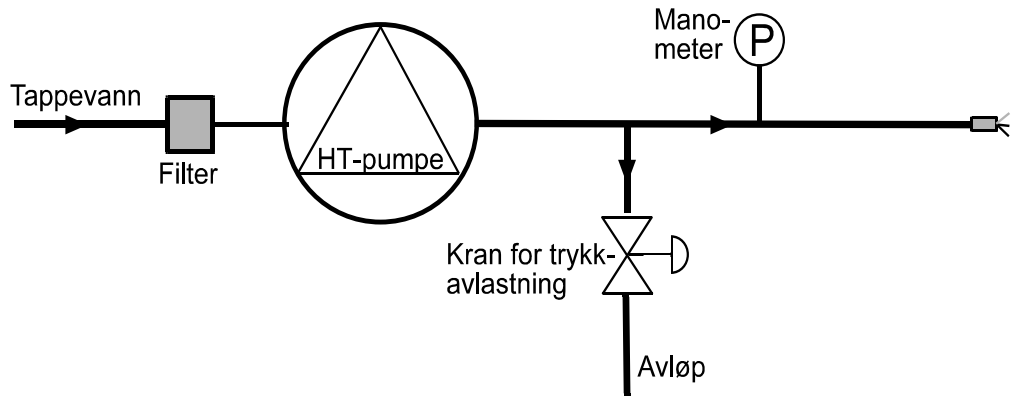 Mano-
meter
P
Tappevann
Filter
HT-pumpe
Kran for trykk-
avlastning
Avløp